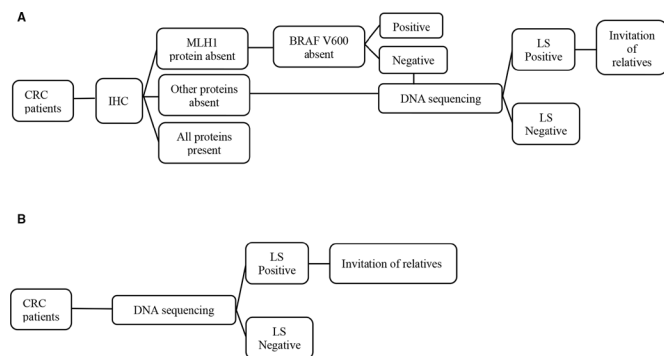 A
MLH1
protein absent
BRAF V600
absent
Positive
Negative
LS
Positive
Invitation
of
relatives
CRC
patients
IHC
Other proteins
absent
DNA sequencing
All proteins
present
LS
Negative
B
LS
Positive
Invitation of relatives
CRC
patients
DNA sequencing
LS
Negative